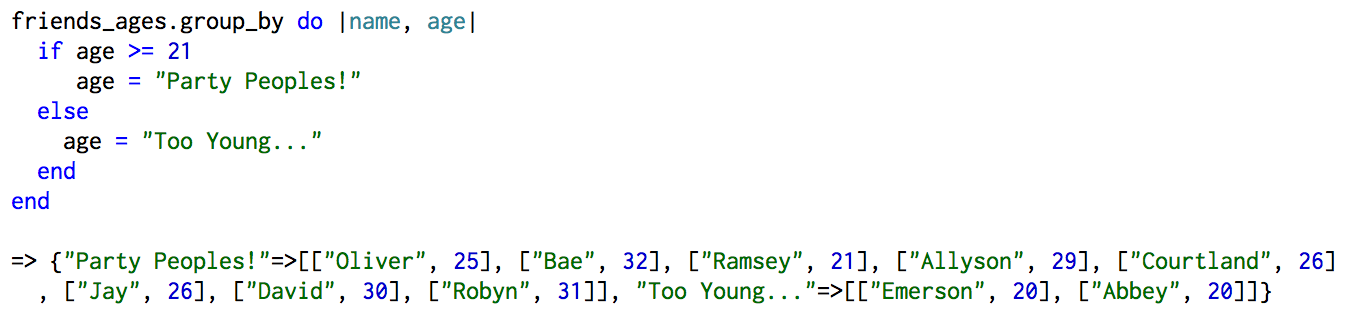 friends_ages.group_by do |name, age|
  if age >= 21
     age = "Party Peoples!"
  else
    age = "Too Young..."
  end
end

=> {"Party Peoples!"=>[["Oliver", 25], ["Bae", 32], ["Ramsey", 21], ["Allyson", 29], ["Courtland", 26]
  , ["Jay", 26], ["David", 30], ["Robyn", 31]], "Too Young..."=>[["Emerson", 20], ["Abbey", 20]]}